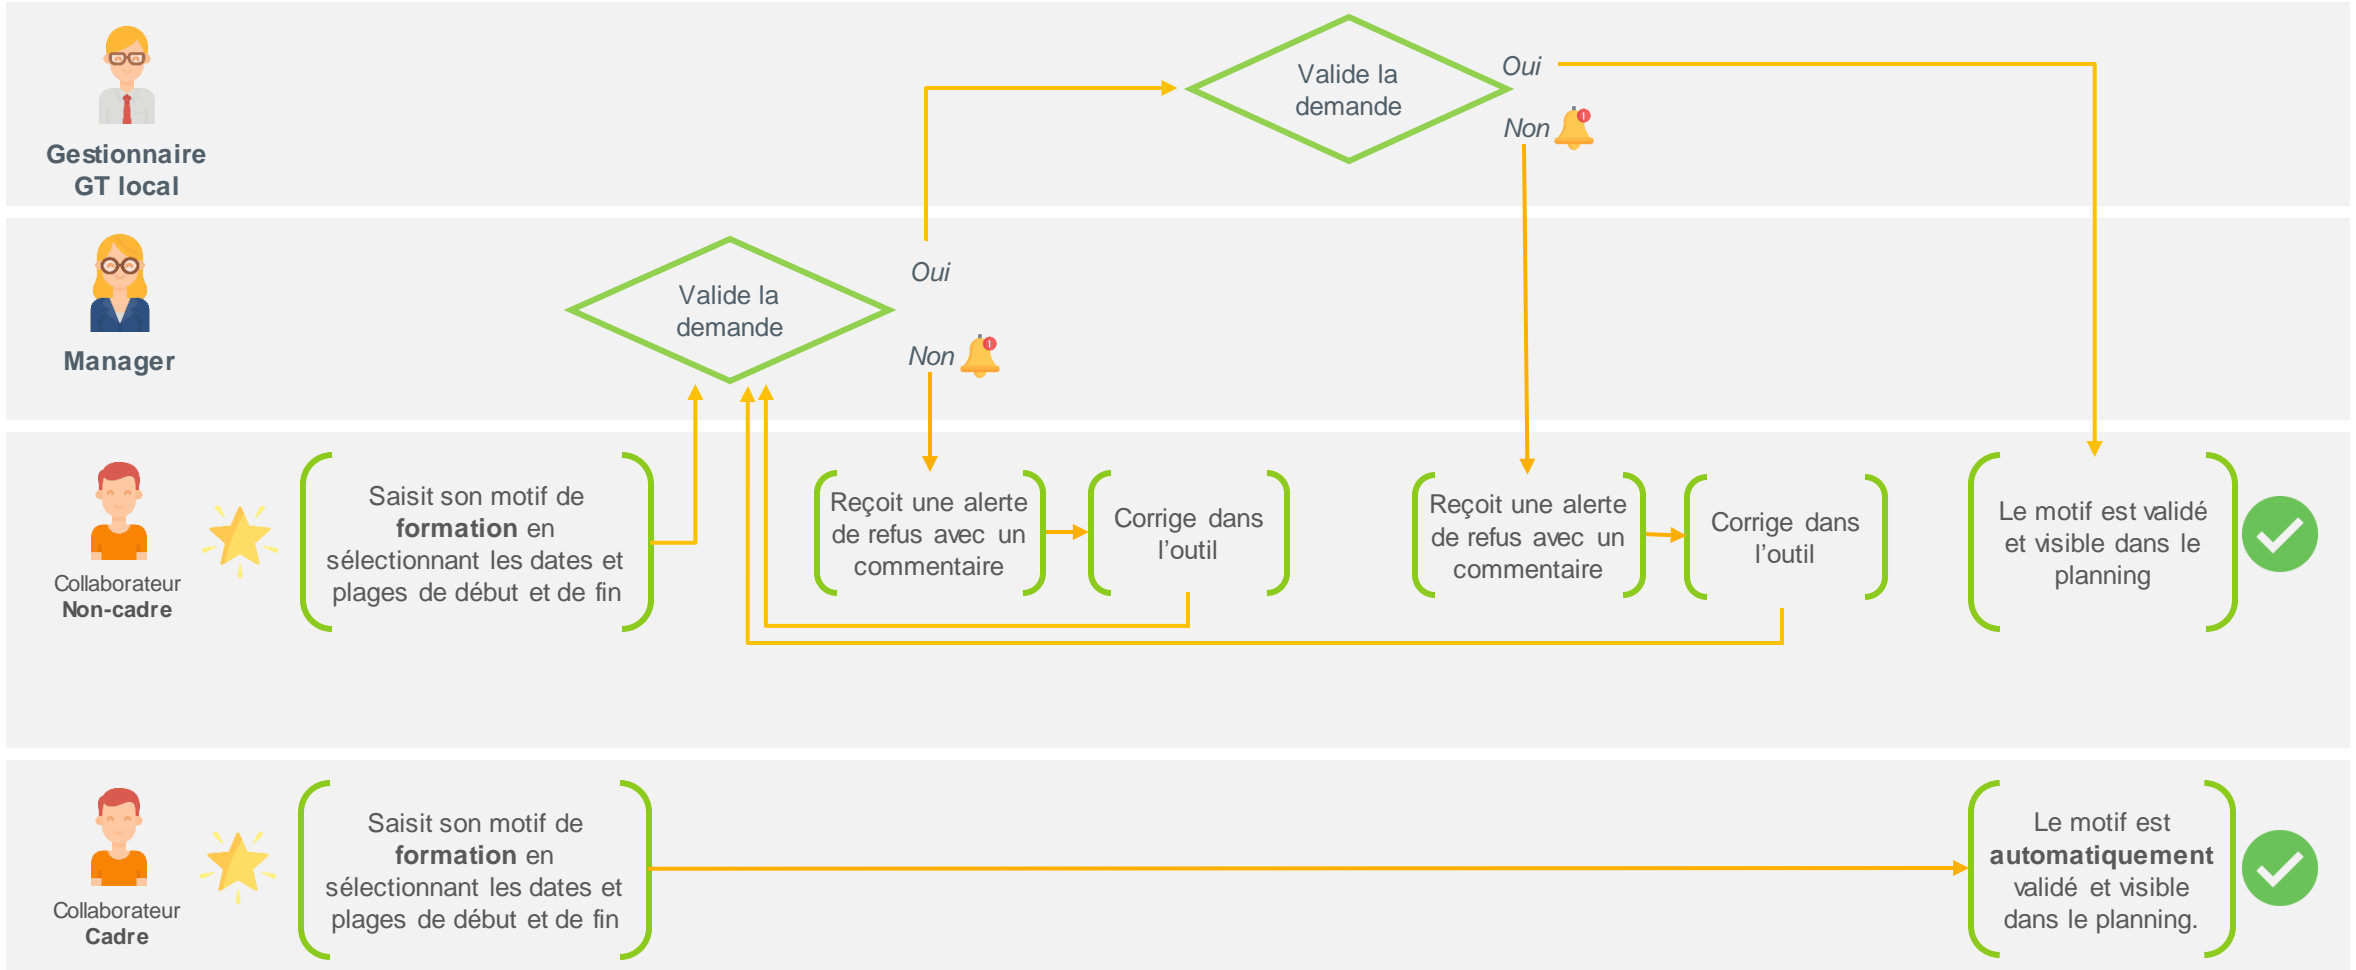 Valide la
demande
Oui
Non
1
Gestionnaire
GT local
Valide la
demande
Oui
Non
1
Manager
Collaborateur
Non-cadre
Saisit son motif de
formation en
sélectionnant les dates et
plages de début et de fin
Reçoit une alerte
de refus avec un
commentaire
Corrige dans
l’outil
Reçoit une alerte
de refus avec un
commentaire
Corrige dans
l’outil
Le motif est validé
et visible dans le
planning
Collaborateur
Cadre
Saisit son motif de
formation en
sélectionnant les dates et
plages de début et de fin
Le motif est
automatiquement
validé et visible
dans le planning.